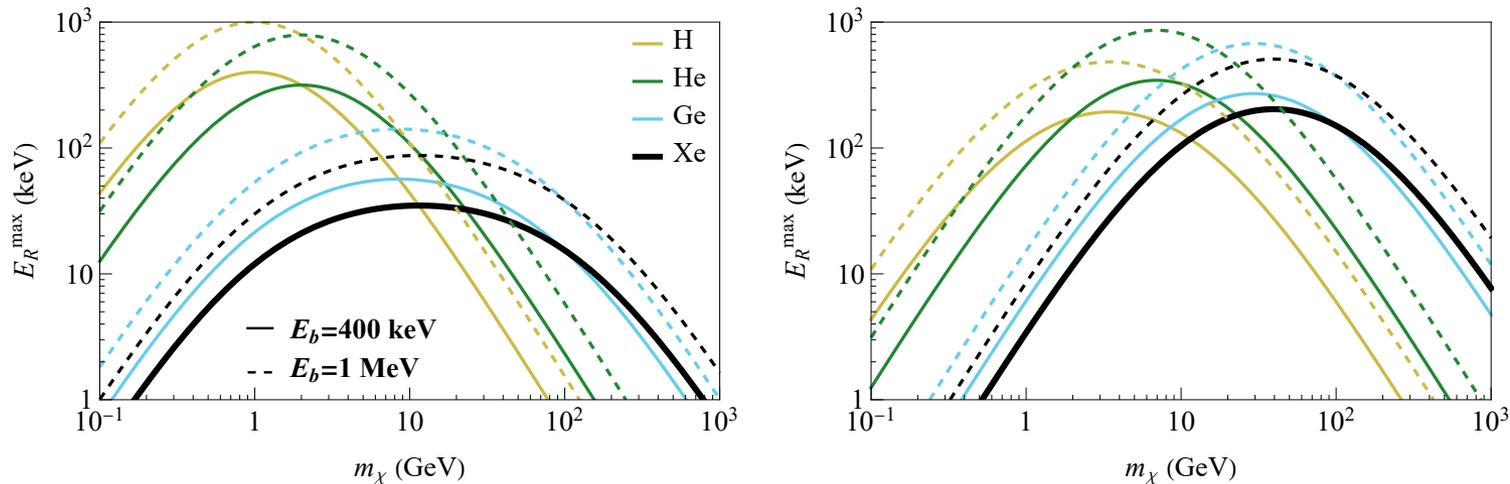 10³ 10² 10 1
E_R^max (keV)
H
He
Ge
Xe
E_b=400 keV
E_b=1 MeV
10⁻¹ 1 10 10² 10³
m_χ (GeV)
10³ 10² 10 1
E_R^max (keV)
10⁻¹ 1 10 10² 10³
m_χ (GeV)